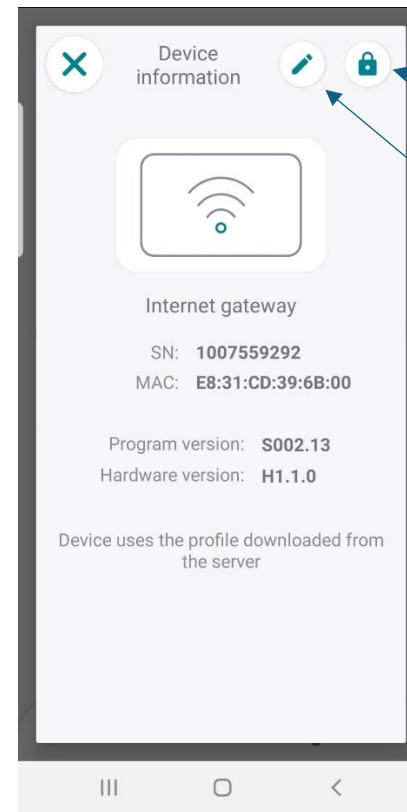 Device
information
Internet gateway
SN: 1007559292
MAC: E8:31:CD:39:6B:00
Program version: S002.13
Hardware version: H1.1.0
Device uses the profile downloaded from
the server